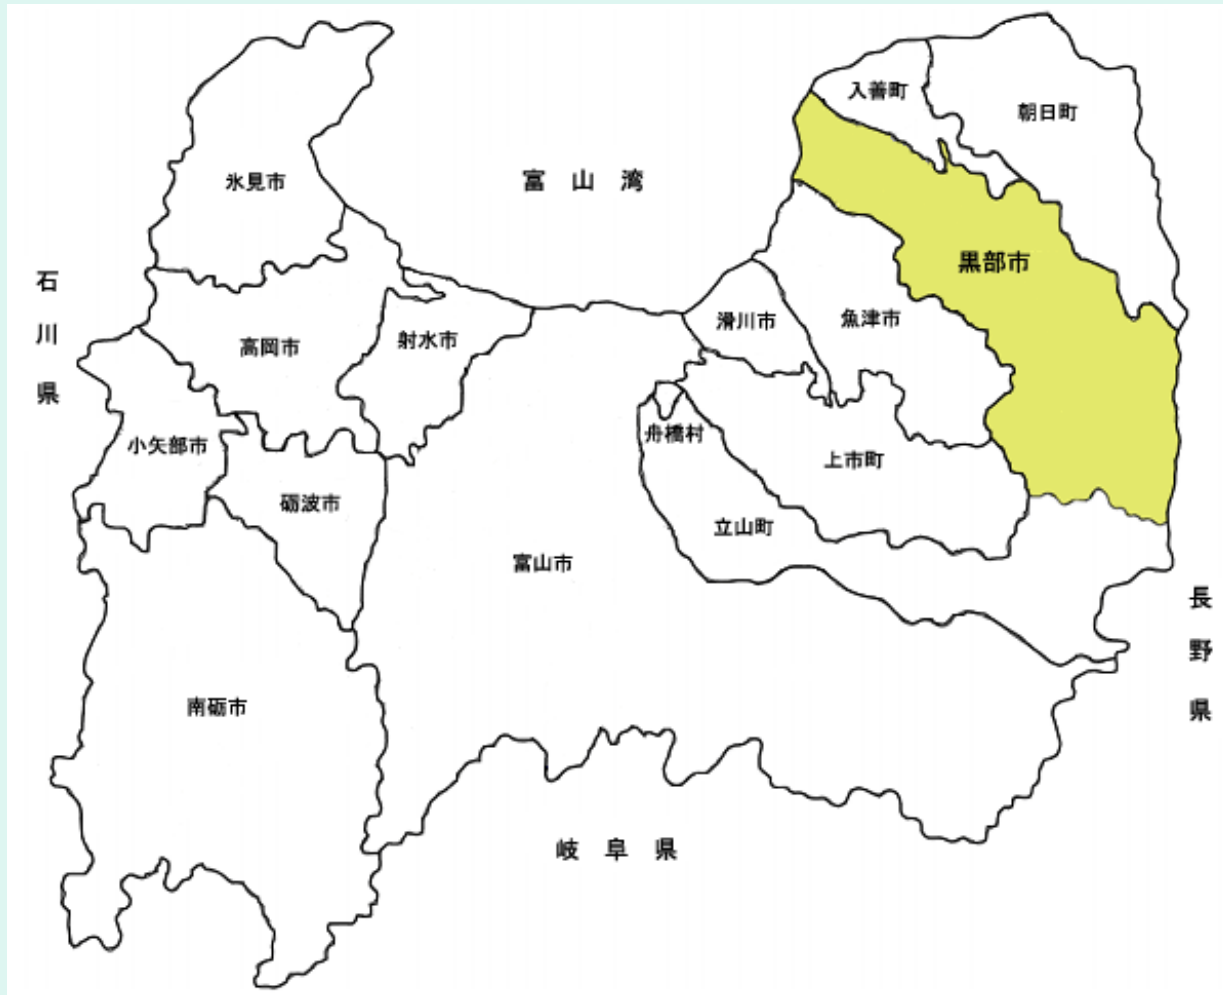 入善町
朝日町
氷見市
富山湾
黒部市
石川県
滑川市
魚津市
射水市
高岡市
舟橋村
小矢部市
上市町
砺波市
立山町
富山市
長野県
南砺市
岐阜県